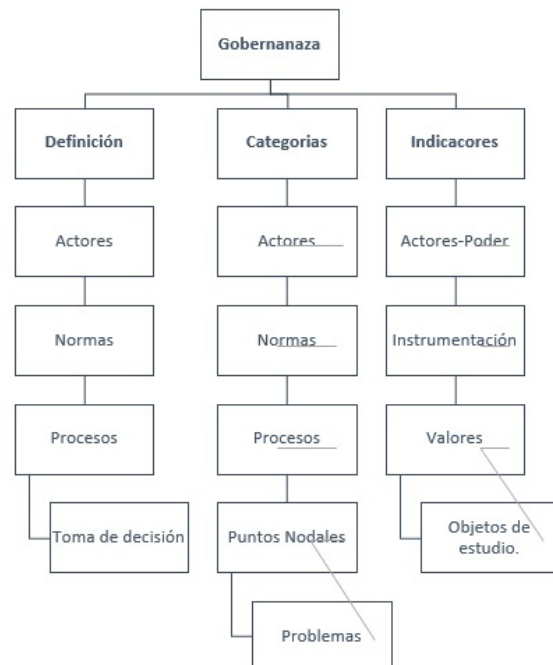 Gobernanaza
Definición
Categorias
Indicacores
Actores
Actores
Actores-Poder
Normas
Normas
Instrumentación
Procesos
Procesos
Valores
Toma de decisión
Puntos Nodales
Objetos de
estudio.
Problemas